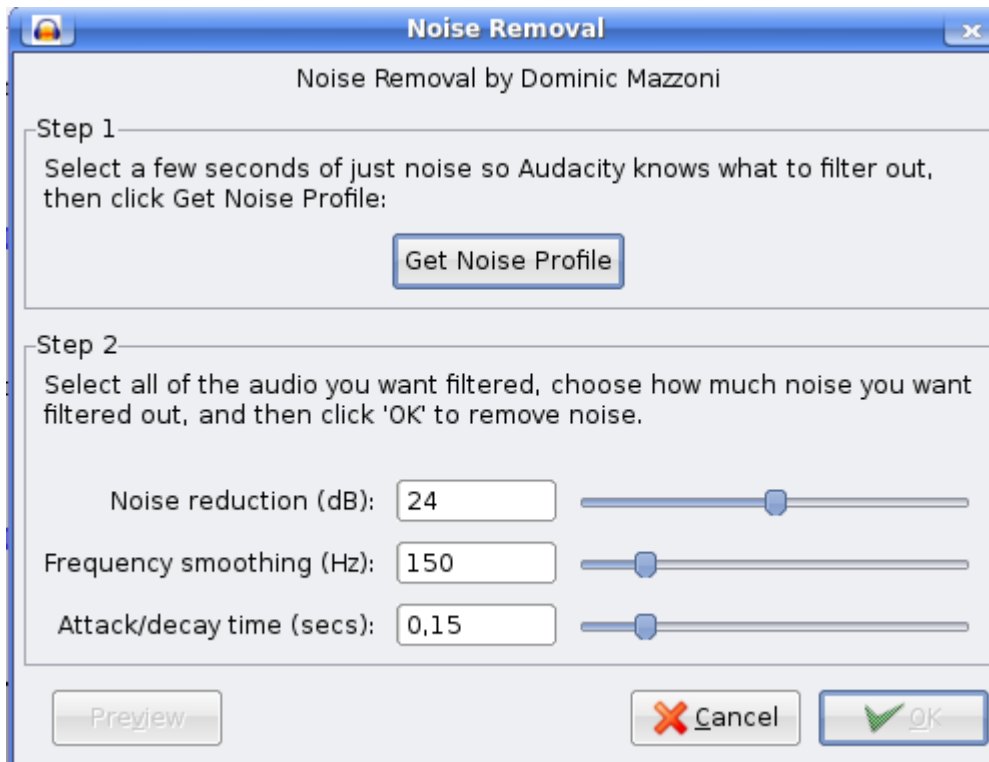 Noise Removal
Noise Removal by Dominic Mazzoni
Step 1
Select a few seconds of just noise so Audacity knows what to filter out,
then click Get Noise Profile:
Get Noise Profile
Step 2
Select all of the audio you want filtered, choose how much noise you want
filtered out, and then click 'OK' to remove noise.
Noise reduction (dB): 24
Frequency smoothing (Hz): 150
Attack/decay time (secs): 0,15
Preview Cancel OK